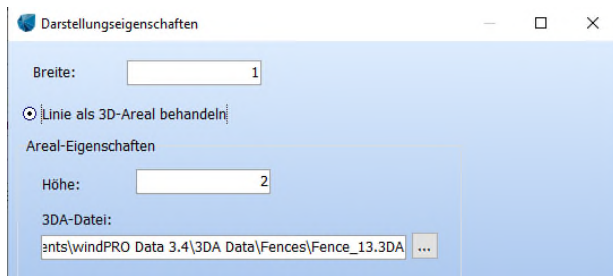 Darstellungseigenschaften
Breite: 1
Linie als 3D-Areal behandeln
Areal-Eigenschaften
Höhe: 2
3DA-Datei:
ents\windPRO Data 3.4\3DA Data\Fences\Fence_13.3DA ...